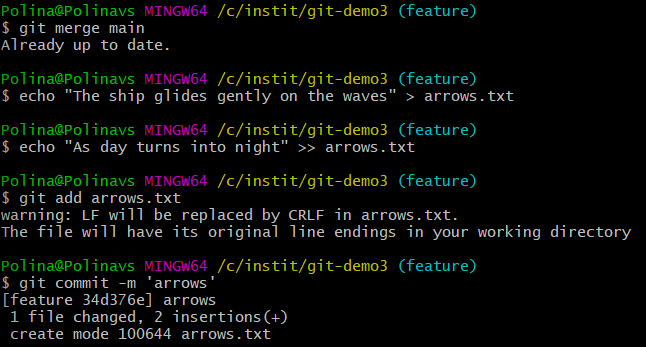 Polina@Polinavs MINGW64 /c/instit/git-demo3 (feature)
$ git merge main
Already up to date.
Polina@Polinavs MINGW64 /c/instit/git-demo3 (feature)
$ echo "The ship glides gently on the waves" > arrows.txt
Polina@Polinavs MINGW64 /c/instit/git-demo3 (feature)
$ echo "As day turns into night" >> arrows.txt
Polina@Polinavs MINGW64 /c/instit/git-demo3 (feature)
$ git add arrows.txt
warning: LF will be replaced by CRLF in arrows.txt.
The file will have its original line endings in your working directory
Polina@Polinavs MINGW64 /c/instit/git-demo3 (feature)
$ git commit -m 'arrows'
[feature 34d376e] arrows
 1 file changed, 2 insertions(+)
 create mode 100644 arrows.txt